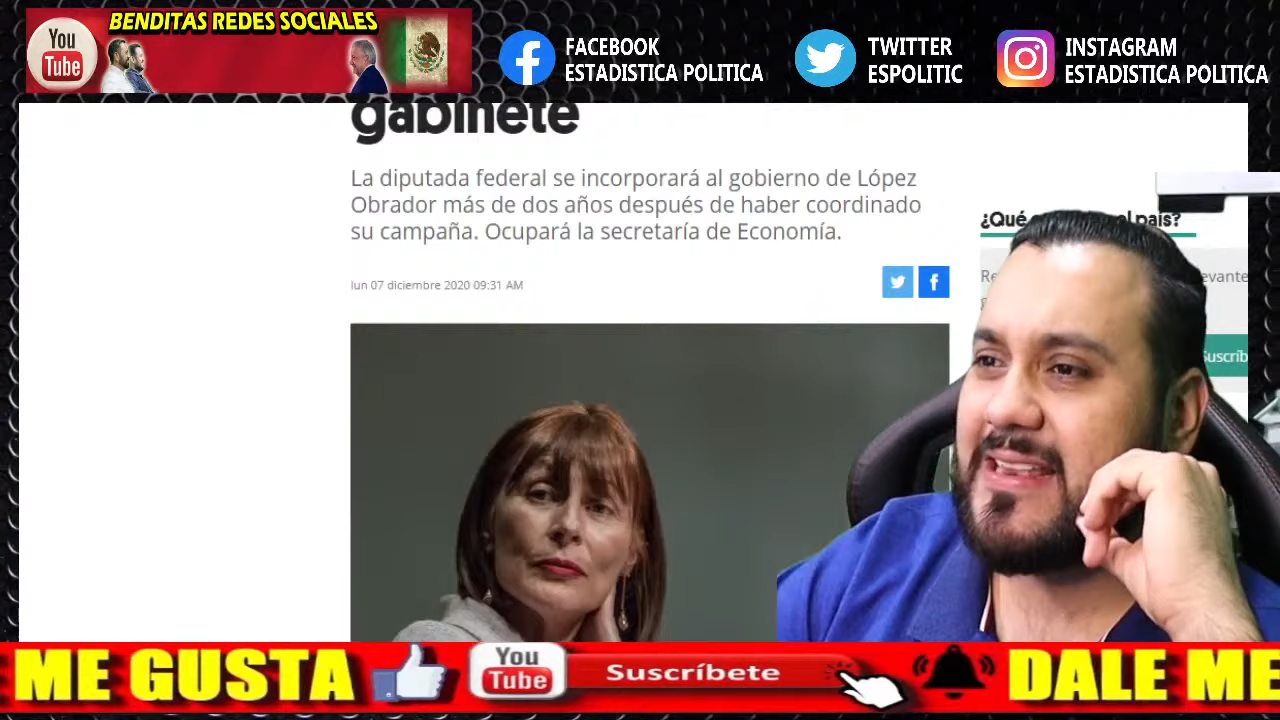 BENDITAS REDES SOCIALES
You
Tube
FACEBOOK
ESTADISTICA POLITICA
TWITTER
ESPOLITIC
INSTAGRAM
ESTADISTICA POLITICA
gabinete
La diputada federal se incorporará al gobierno de López
Obrador más de dos años después de haber coordinado
su campaña. Ocupará la secretaría de Economía.
lun 07 diciembre 2020 09:31 AM
¿Qué país?
ME GUSTA
You
Tube
Suscríbete
DALE ME